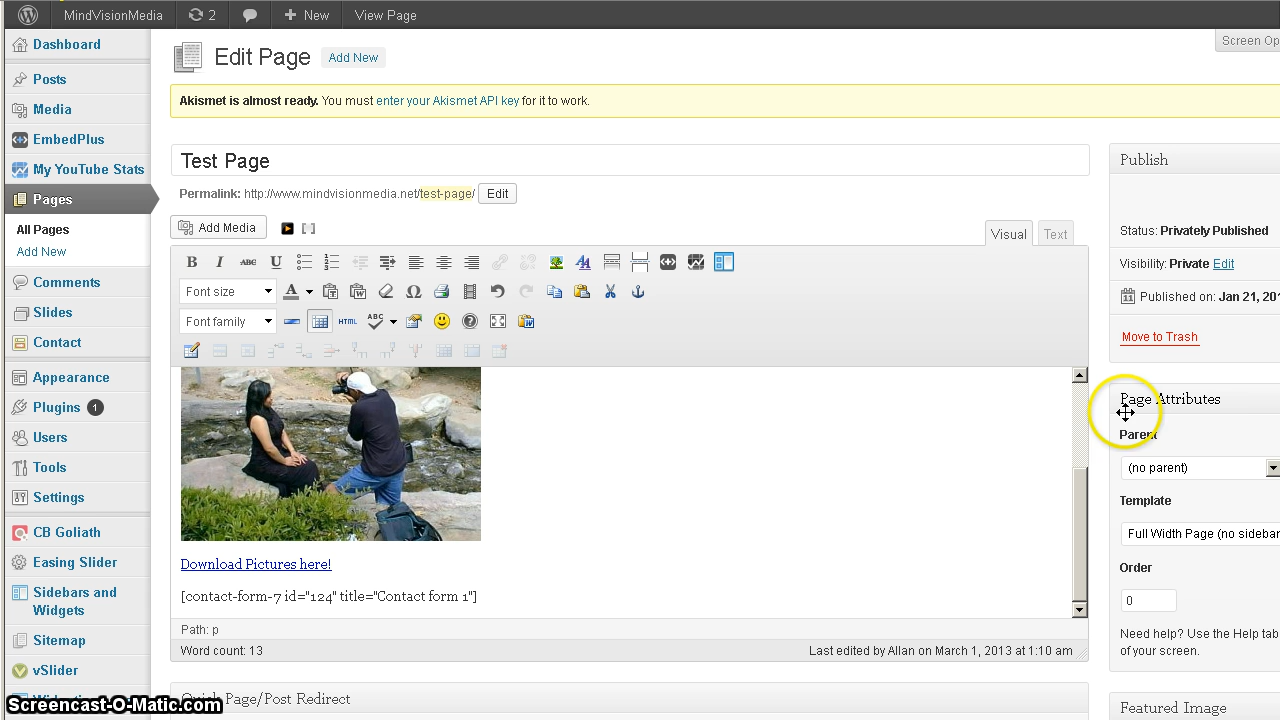 MindVisionMedia 2 + New View Page
Screen Op
Dashboard
Posts
Media
EmbedPlus
My YouTube Stats
Pages
All Pages
Add New
Comments
Slides
Contact
Appearance
Plugins 1
Users
Tools
Settings
CB Goliath
Easing Slider
Sidebars and
Widgets
Sitemap
vSlider
Edit Page Add New
Akismet is almost ready. You must enter your Akismet API key for it to work.
Test Page
Permalink: http://www.mindvisionmedia.net/test-page/ Edit
Add Media
Visual Text
B I ABC U
Font size A
Font family HTML ABC
Download Pictures here!
[contact-form-7 id="124" title="Contact form 1"]
Path: p
Word count: 13 Last edited by Allan on March 1, 2013 at 1:10 am
Quick Page/Post Redirect
Publish
Status: Privately Published
Visibility: Private Edit
Published on: Jan 21, 201
Move to Trash
Page Attributes
Parent
(no parent)
Template
Full Width Page (no sidebar
Order
0
Need help? Use the Help tab
of your screen.
Featured Image
Screencast-O-Matic.com